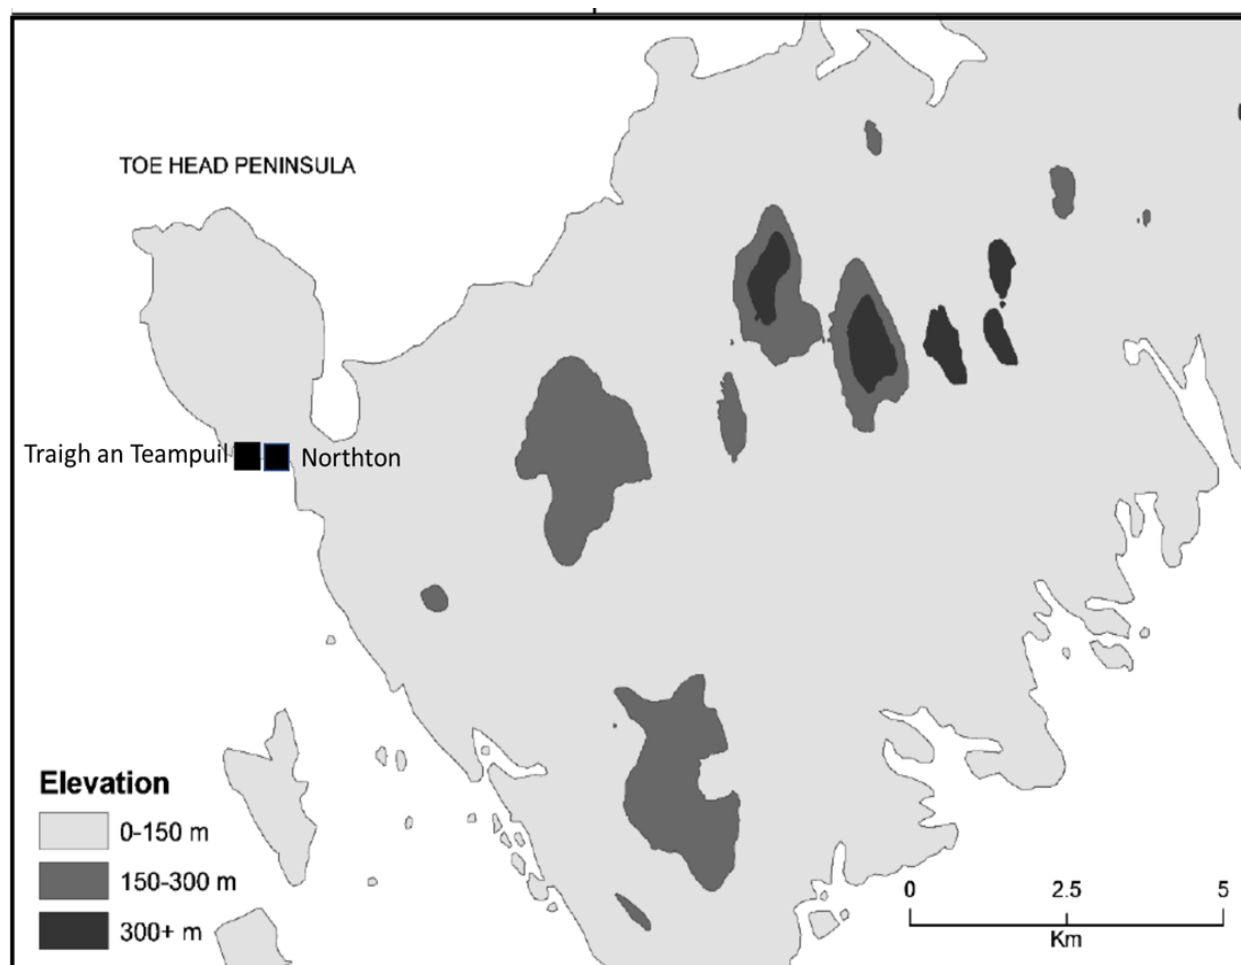 TOE HEAD PENINSULA
Traigh an Teampuil
Northton
Elevation
0-150 m
150-300 m
300+ m
0 2.5 5
Km